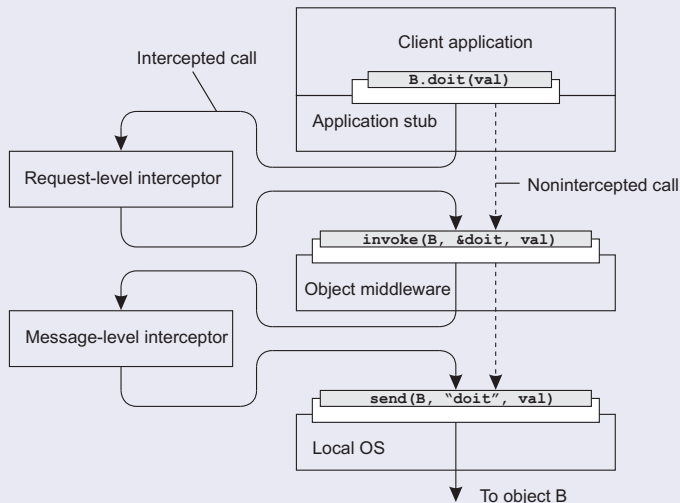 Client application
Intercepted call
B.doit(val)
Application stub
Request-level interceptor
Nonintercepted call
invoke(B, &doit, val)
Object middleware
Message-level interceptor
send(B, “doit”, val)
Local OS
To object B